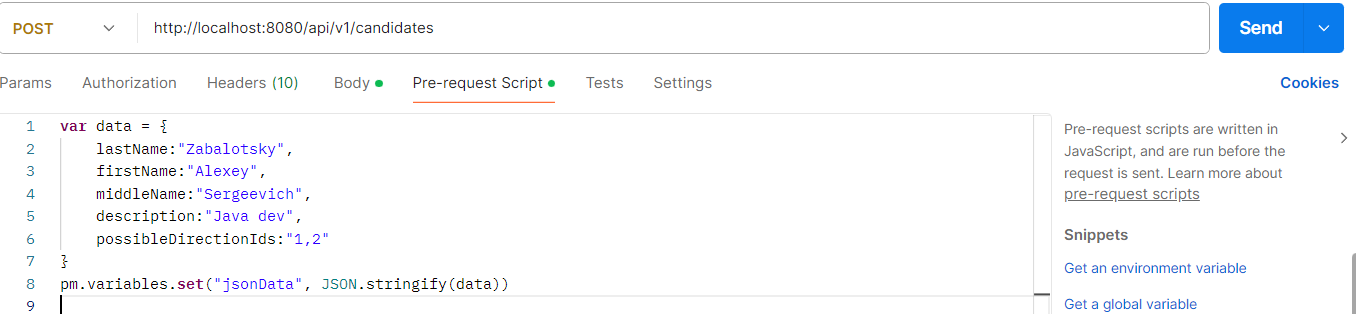 POST http://localhost:8080/api/v1/candidates Send
Params Authorization Headers (10) Body Pre-request Script Tests Settings Cookies
1 var data = {
2 lastName:"Zabalotsky",
3 firstName:"Alexey",
4 middleName:"Sergeevich",
5 description:"Java dev",
6 possibleDirectionIds:"1,2"
7 }
8 pm.variables.set("jsonData", JSON.stringify(data))
9
Pre-request scripts are written in
JavaScript, and are run before the
request is sent. Learn more about
pre-request scripts
Snippets
Get an environment variable
Get a global variable